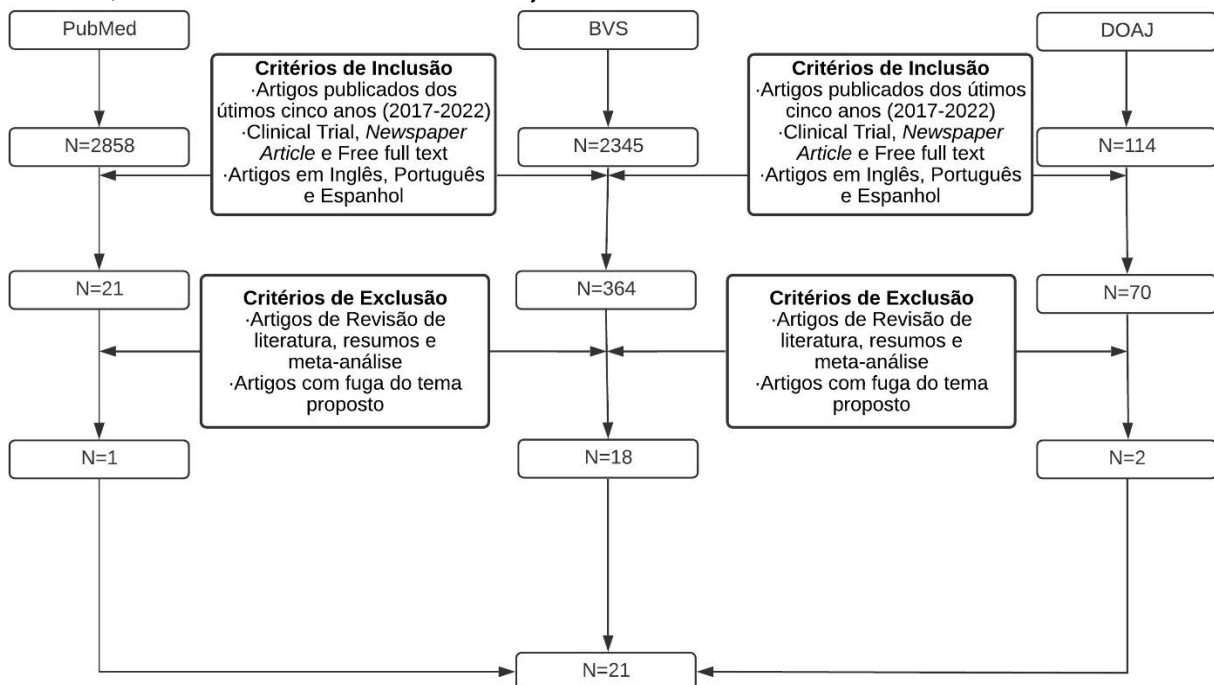 PubMed
BVS
DOAJ
Critérios de Inclusão
·Artigos publicados dos
útimos cinco anos (2017-2022)
·Clinical Trial, Newspaper
Article e Free full text
·Artigos em Inglês, Português
e Espanhol
Critérios de Inclusão
·Artigos publicados dos útimos
cinco anos (2017-2022)
·Clinical Trial, Newspaper
Article e Free full text
·Artigos em Inglês, Português
e Espanhol
N=2858
N=2345
N=114
N=21
N=364
N=70
Critérios de Exclusão
·Artigos de Revisão de
literatura, resumos e
meta-análise
·Artigos com fuga do tema
proposto
Critérios de Exclusão
·Artigos de Revisão de
literatura, resumos e
meta-análise
·Artigos com fuga do tema
proposto
N=1
N=18
N=2
N=21